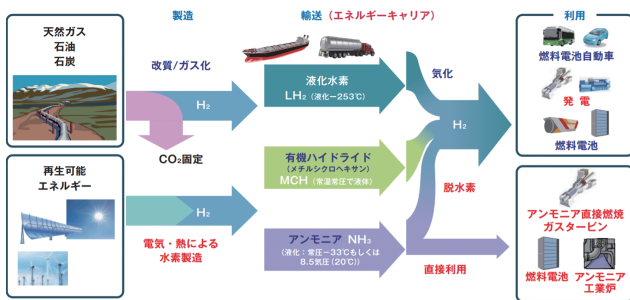 製造
輸送（エネルギーキャリア）
利用
天然ガス
石油
石炭
改質/ガス化
H₂
CO₂固定
再生可能
エネルギー
H₂
電気・熱による
水素製造
液化水素
LH₂（液化−253℃）
有機ハイドライド
（メチルシクロヘキサン）
MCH（常温常圧で液体）
アンモニア NH₃
（液化：常圧−33℃もしくは
8.5気圧（20℃））
気化
H₂
脱水素
直接利用
燃料電池自動車
発電
燃料電池
アンモニア直接燃焼
ガスタービン
燃料電池
アンモニア
工業炉